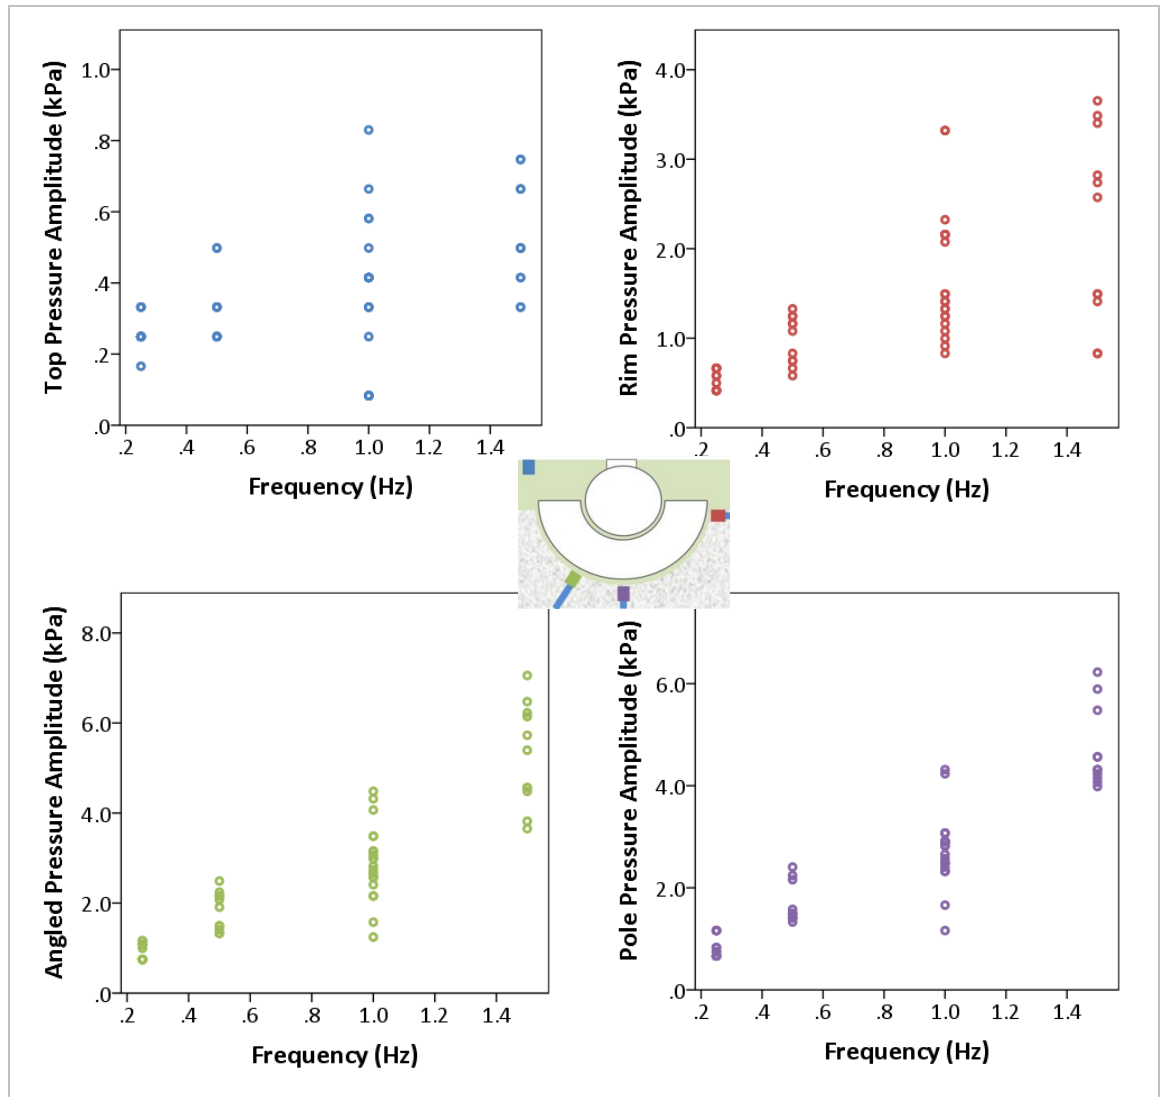 Top Pressure Amplitude (kPa)
1.0
.8
.6
.4
.2
.0
.2 .4 .6 .8 1.0 1.2 1.4
Frequency (Hz)
Rim Pressure Amplitude (kPa)
4.0
3.0
2.0
1.0
.0
.2 .4 .6 .8 1.0 1.2 1.4
Frequency (Hz)
Angled Pressure Amplitude (kPa)
8.0
6.0
4.0
2.0
.0
.2 .4 .6 .8 1.0 1.2 1.4
Frequency (Hz)
Pole Pressure Amplitude (kPa)
6.0
4.0
2.0
.0
.2 .4 .6 .8 1.0 1.2 1.4
Frequency (Hz)